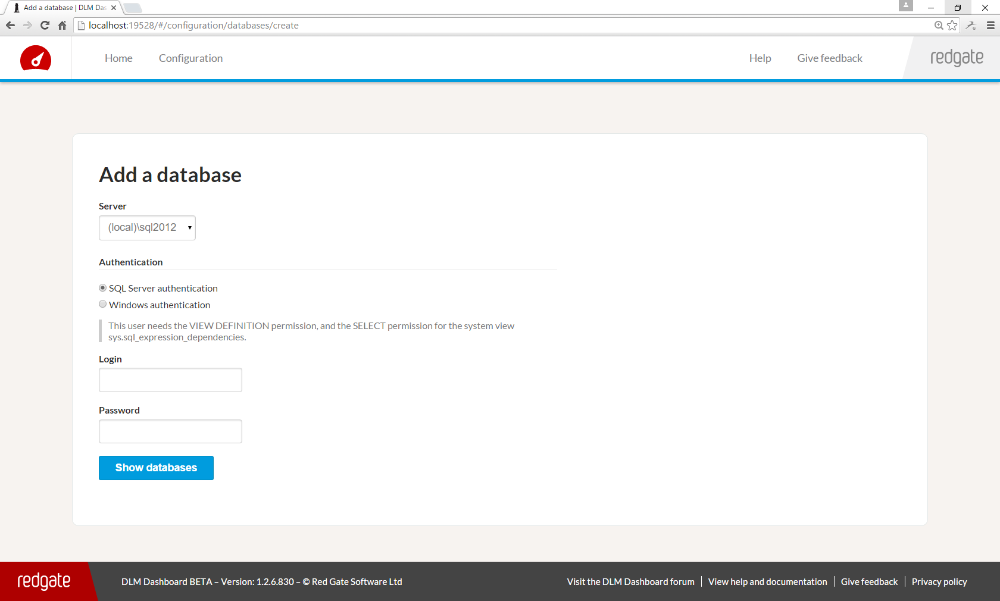 Add a database | DLM Das
localhost:19528/#/configuration/databases/create
Home
Configuration
Help
Give feedback
redgate
Add a database
Server
(local)\sql2012
Authentication
SQL Server authentication
Windows authentication
This user needs the VIEW DEFINITION permission, and the SELECT permission for the system view
sys.sql_expression_dependencies.
Login
Password
Show databases
redgate
DLM Dashboard BETA – Version: 1.2.6.830 – © Red Gate Software Ltd
Visit the DLM Dashboard forum
View help and documentation
Give feedback
Privacy policy